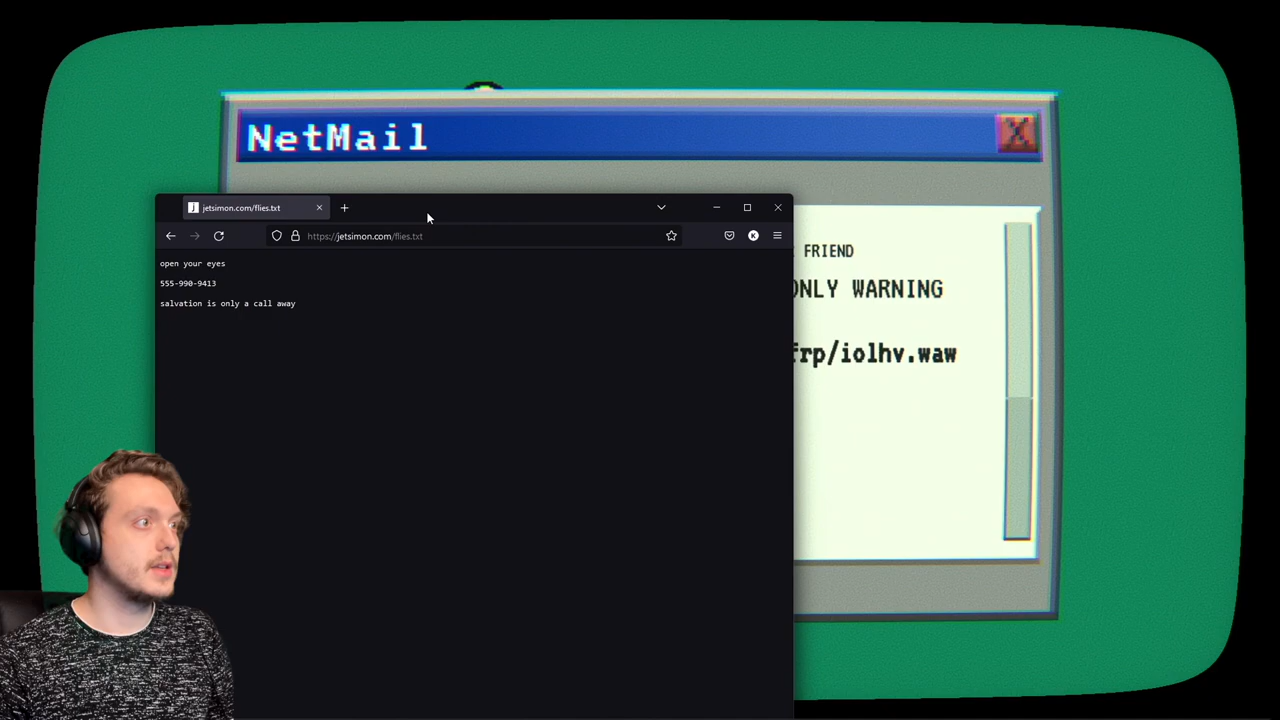 NetMail
X
jetsimon.com/flies.txt
https://jetsimon.com/flies.txt
K
open your eyes
FRIEND
555-990-9413
ONLY WARNING
salvation is only a call away
frp/iolhv.waw